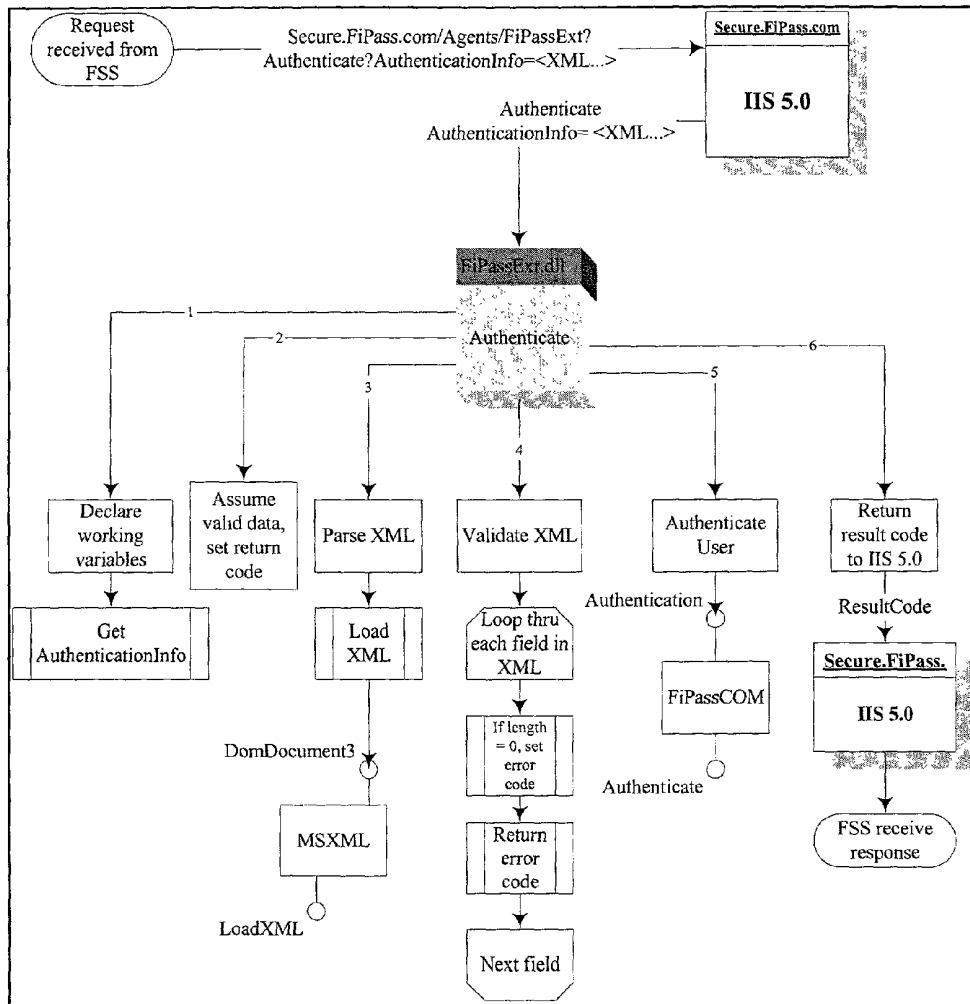 Request
received from
FSS
Secure.FiPass.com/Agents/FiPassExt?
Authenticate?AuthenticationInfo=<XML...>
Secure.FiPass.com
IIS 5.0
Authenticate
AuthenticationInfo= <XML...>
FiPassExt.dll
Authenticate
1
2
3
4
5
6
Declare
working
variables
Assume
valid data,
set return
code
Parse XML
Validate XML
Authenticate
User
Return
result code
to IIS 5.0
Get
AuthenticationInfo
Load
XML
Loop thru
each field in
XML
Authentication
ResultCode
Secure.FiPass.
IIS 5.0
FiPassCOM
If length
= 0, set
error
code
DomDocument3
Authenticate
MSXML
Return
error
code
FSS receive
response
LoadXML
Next field